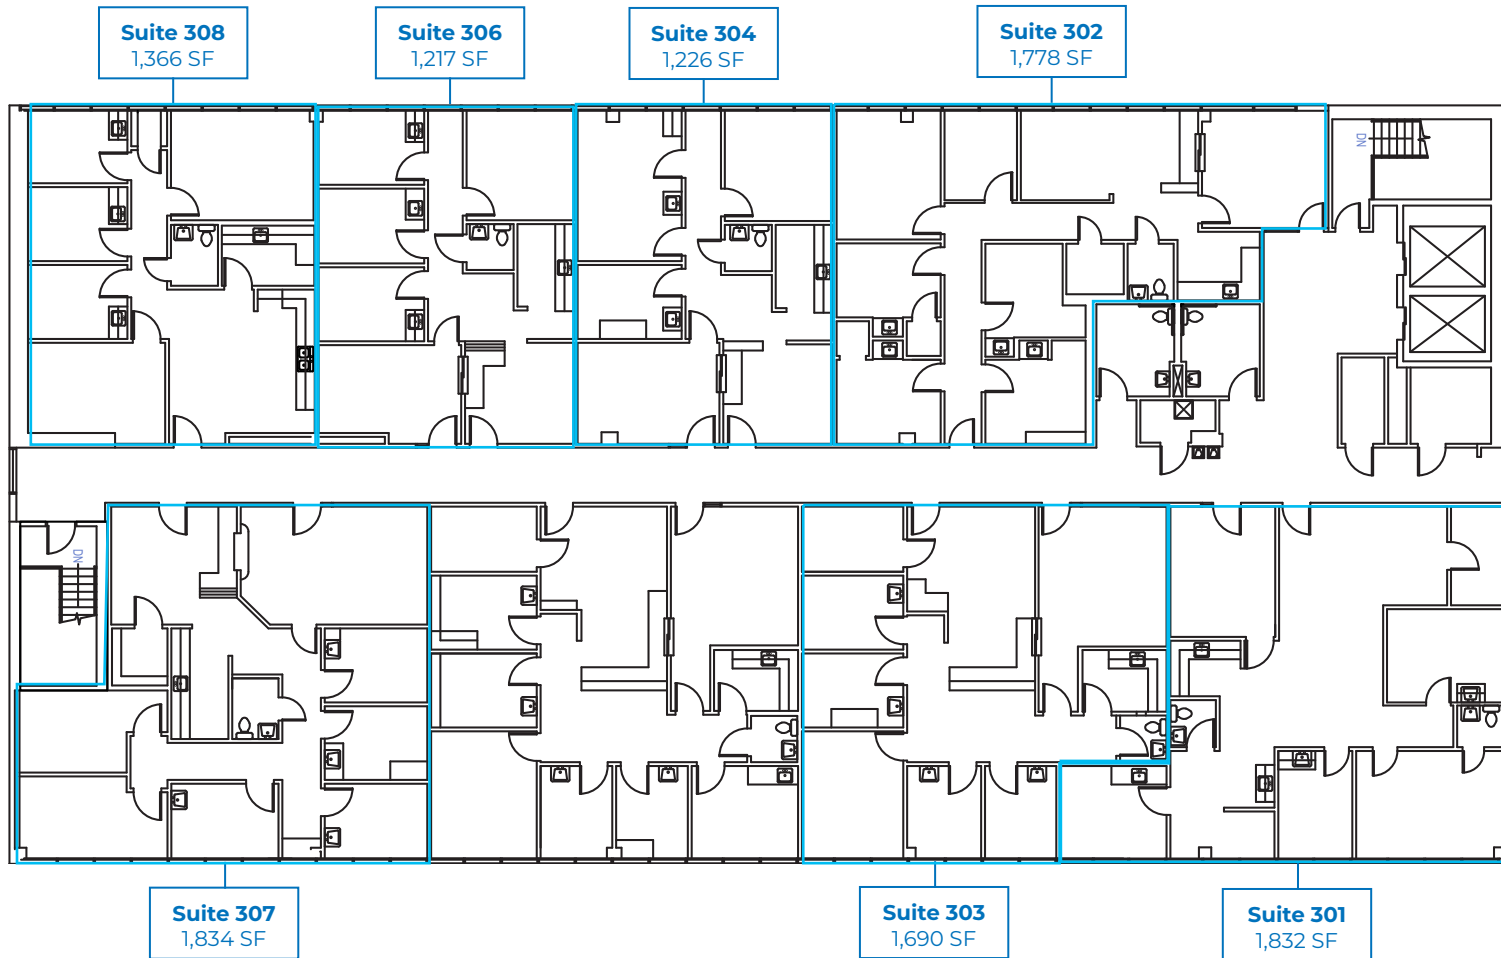 Suite 308
1,366 SF
Suite 306
1,217 SF
Suite 304
1,226 SF
Suite 302
1,778 SF
DN
DN
Suite 307
1,834 SF
Suite 303
1,690 SF
Suite 301
1,832 SF